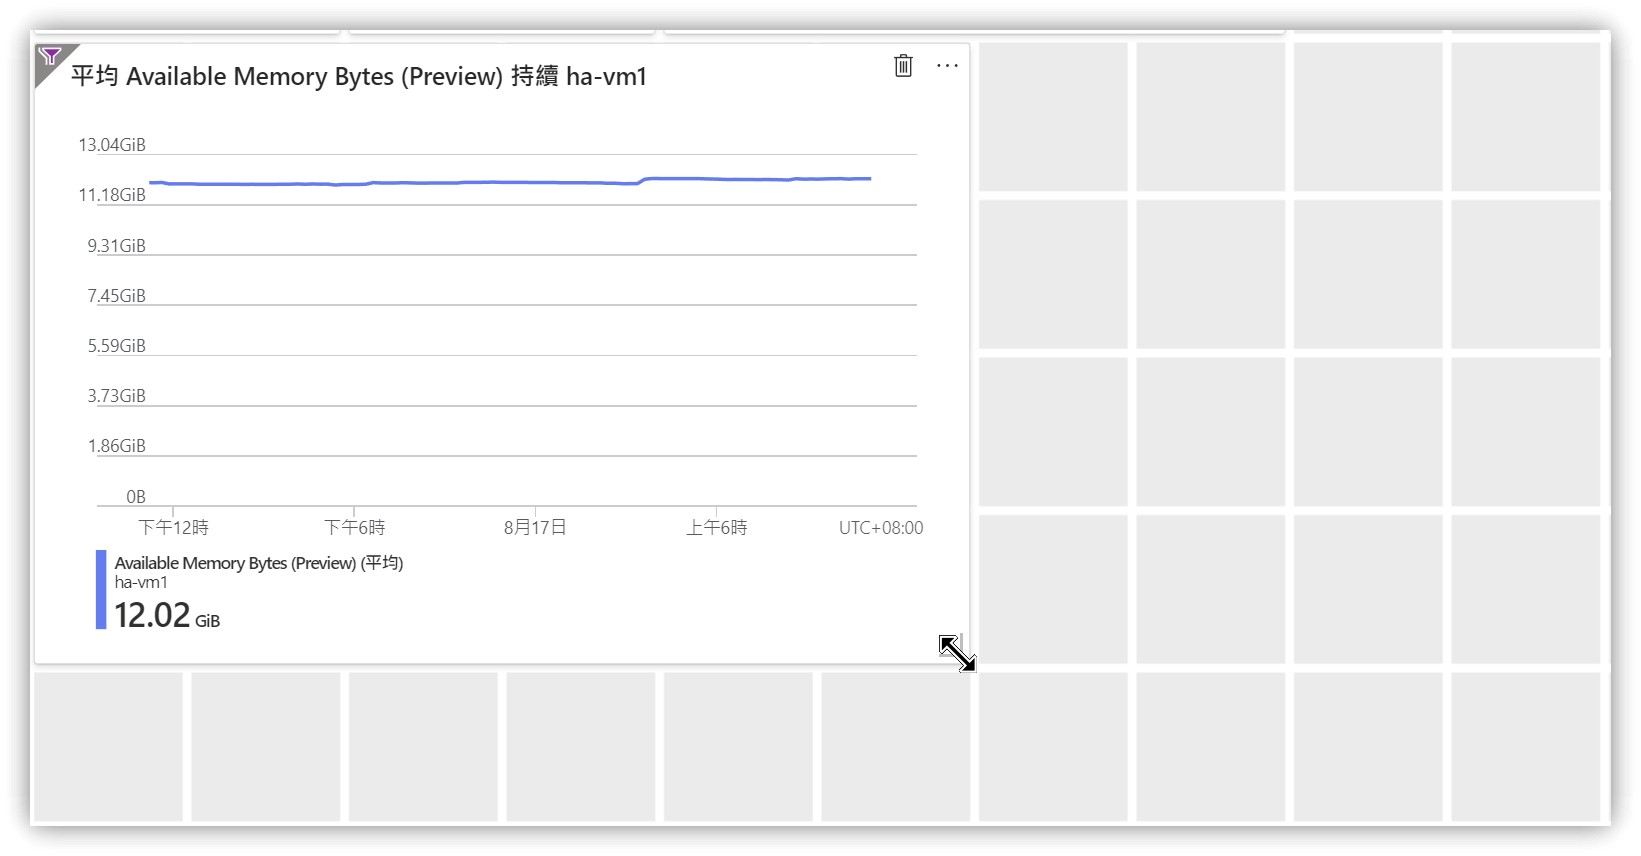 平均 Available Memory Bytes (Preview) 持續 ha-vm1
13.04GiB
11.18GiB
9.31GiB
7.45GiB
5.59GiB
3.73GiB
1.86GiB
0B
下午12時 下午6時 8月17日 上午6時 UTC+08:00
Available Memory Bytes (Preview) (平均)
ha-vm1
12.02 GiB